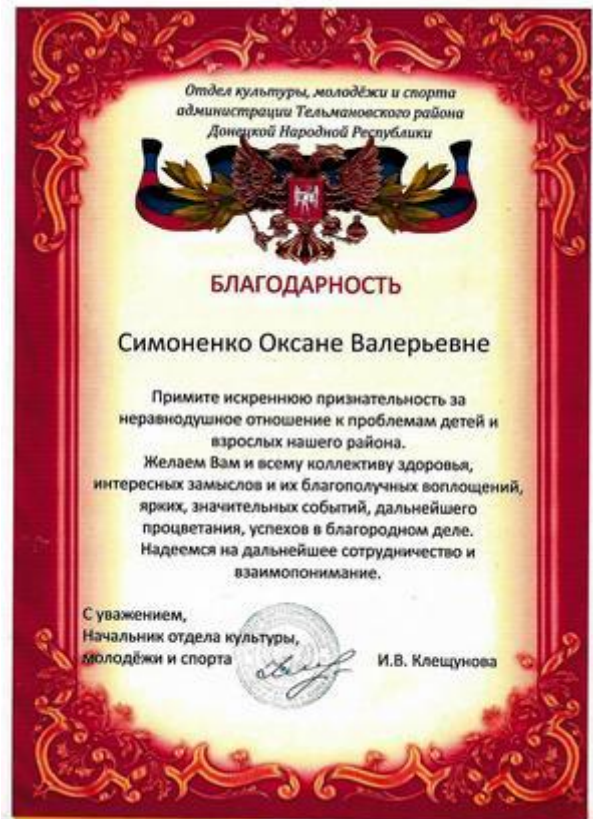 Отдел культуры, молодёжи и спорта
администрации Тельмановского района
Донецкой Народной Республики
БЛАГОДАРНОСТЬ
Симоненко Оксане Валерьевне
Примите искреннюю признательность за
неравнодушное отношение к проблемам детей и
взрослых нашего района.
Желаем Вам и всему коллективу здоровья,
интересных замыслов и их благополучных воплощений,
ярких, значительных событий, дальнейшего
процветания, успехов в благородном деле.
Надеемся на дальнейшее сотрудничество и
взаимопонимание.
С уважением,
Начальник отдела культуры,
молодёжи и спорта
И.В. Клещунова